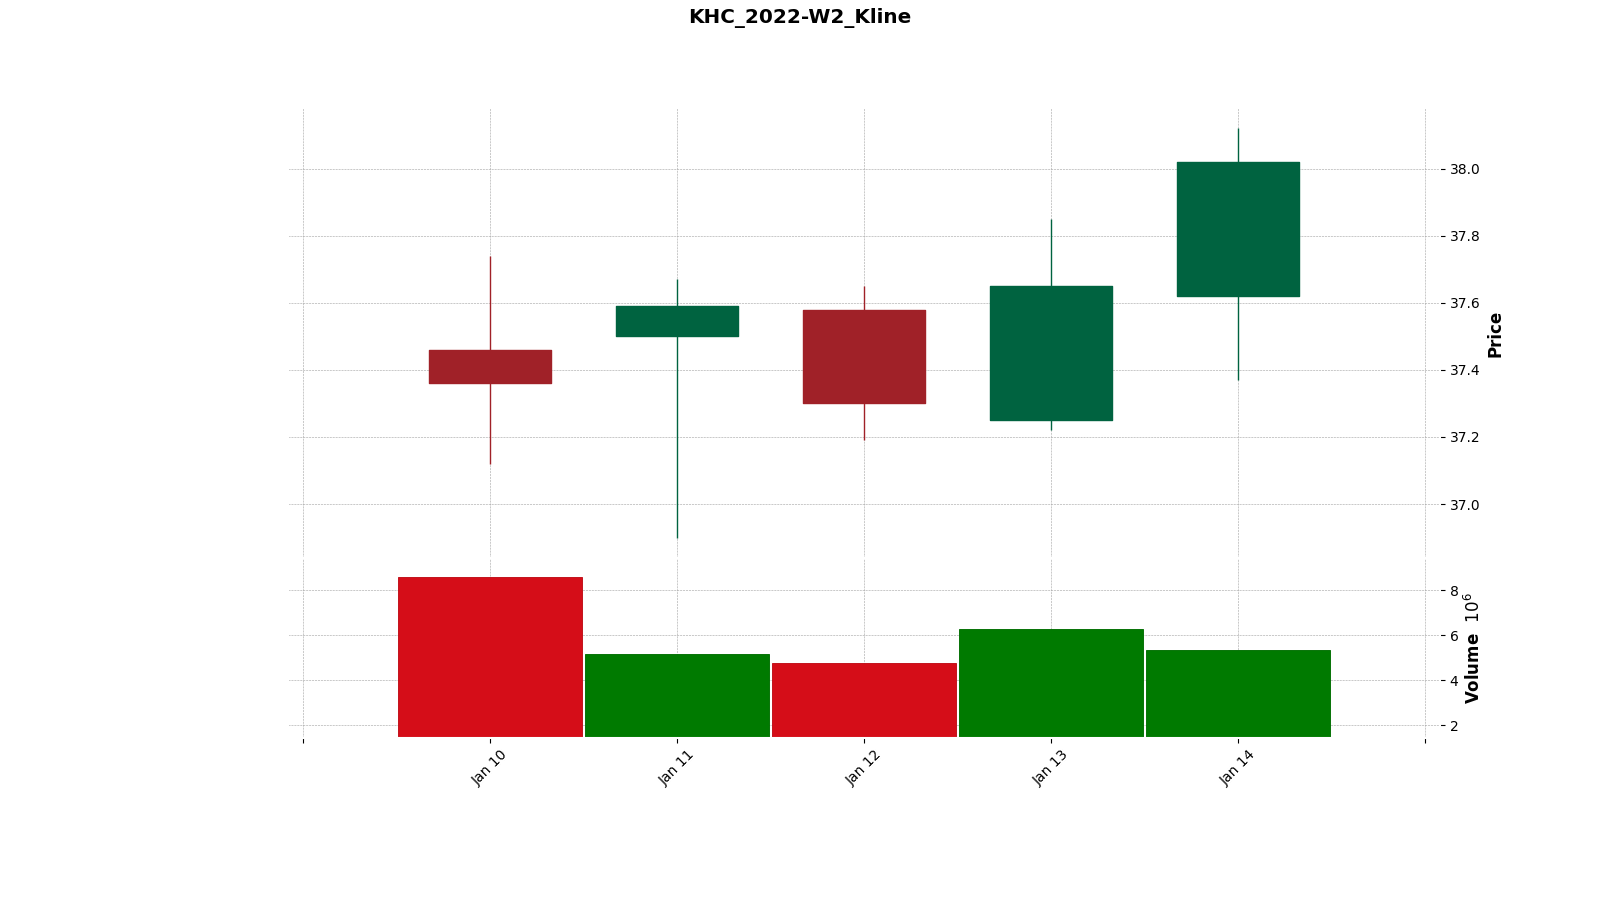 KHC_2022-W2_Kline
38.0
37.8
37.6
37.4
37.2
37.0
Price
8
6
4
2
Volume 10^6
Jan 10
Jan 11
Jan 12
Jan 13
Jan 14